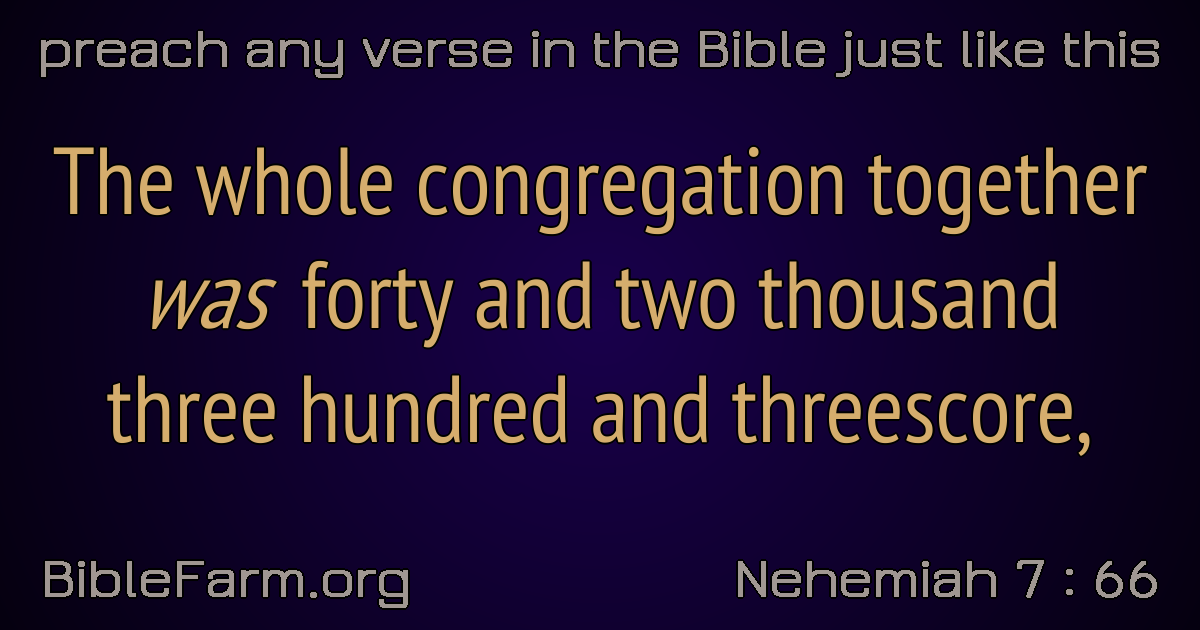 preach any verse in the Bible just like this
The whole congregation together
was forty and two thousand
three hundred and threescore,
BibleFarm.org
Nehemiah 7 : 66